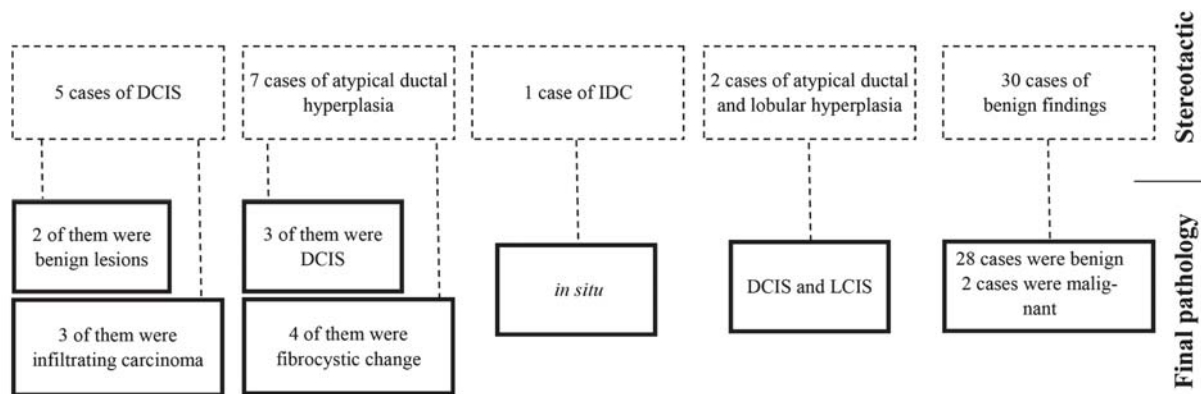 5 cases of DCIS
7 cases of atypical ductal
hyperplasia
1 case of IDC
2 cases of atypical ductal
and lobular hyperplasia
30 cases of
benign findings
Stereotactic
2 of them were
benign lesions
3 of them were
infiltrating carcinoma
3 of them were
DCIS
4 of them were
fibrocystic change
in situ
DCIS and LCIS
28 cases were benign
2 cases were malig-
nant
Final pathology